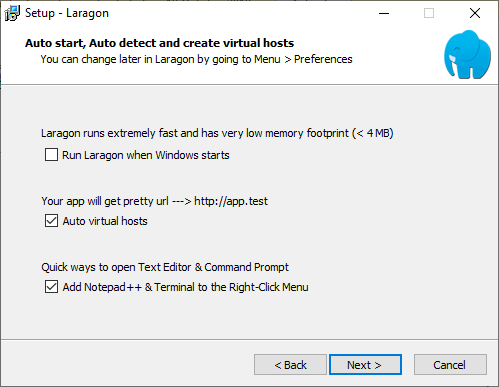 Setup - Laragon
Auto start, Auto detect and create virtual hosts
You can change later in Laragon by going to Menu > Preferences
Laragon runs extremely fast and has very low memory footprint (< 4 MB)
Run Laragon when Windows starts
Your app will get pretty url ---> http://app.test
Auto virtual hosts
Quick ways to open Text Editor & Command Prompt
Add Notepad++ & Terminal to the Right-Click Menu
< Back
Next >
Cancel